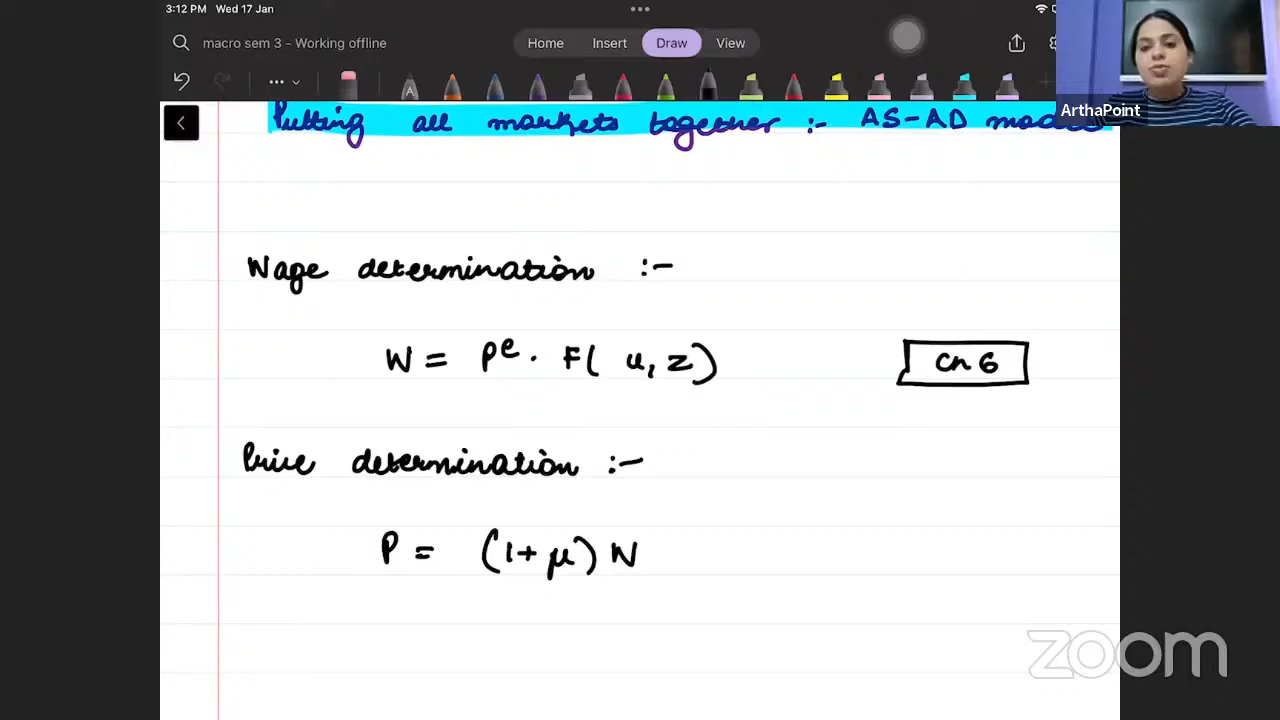 3:12 PM Wed 17 Jan
macro sem 3 - Working offline
Home Insert Draw View
ArthaPoint
Putting all markets together :- AS-AD model
Wage determination :-
W = Pe . F( u, z) Ch 6
Price determination :-
P = (1+ μ) W
zoom